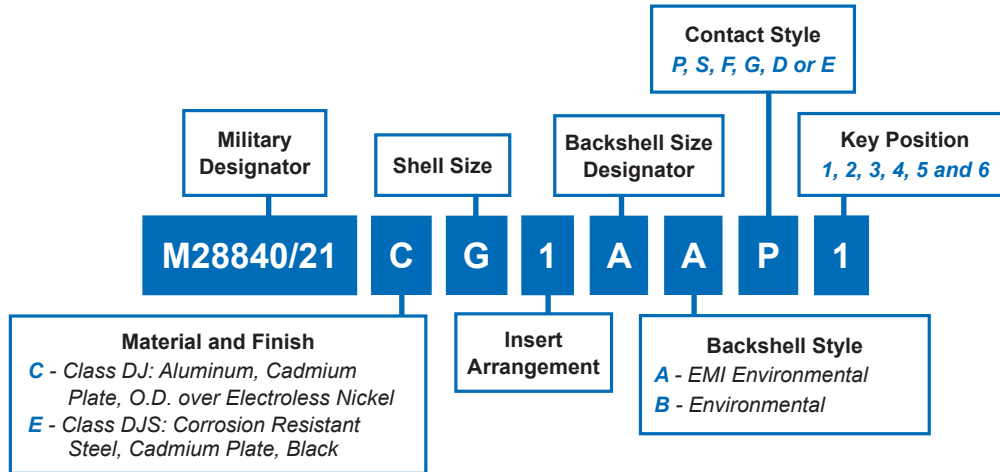 Contact Style
P, S, F, G, D or E
Military
Designator
Shell Size
Backshell Size
Designator
Key Position
1, 2, 3, 4, 5 and 6
M28840/21 C G 1 A A P 1
Material and Finish
C - Class DJ: Aluminum, Cadmium
Plate, O.D. over Electroless Nickel
E - Class DJS: Corrosion Resistant
Steel, Cadmium Plate, Black
Insert
Arrangement
Backshell Style
A - EMI Environmental
B - Environmental